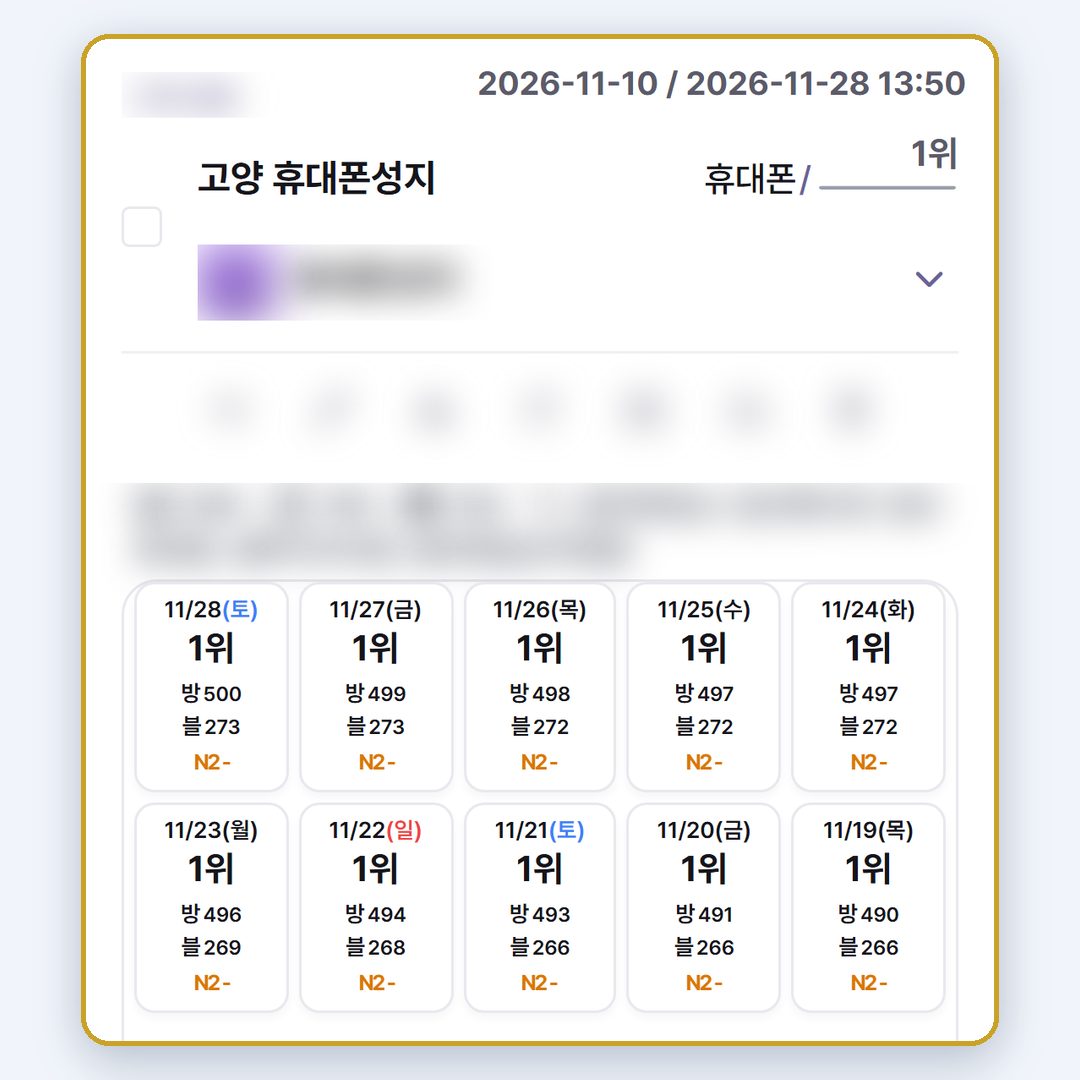 2026-11-10 / 2026-11-28 13:50
고양 휴대폰성지
휴대폰/ 1위
11/28(토) 11/27(금) 11/26(목) 11/25(수) 11/24(화)
1위 1위 1위 1위 1위
방500 방499 방498 방497 방497
블273 블273 블272 블272 블272
N2- N2- N2- N2- N2-
11/23(월) 11/22(일) 11/21(토) 11/20(금) 11/19(목)
1위 1위 1위 1위 1위
방496 방494 방493 방491 방490
블269 블268 블266 블266 블266
N2- N2- N2- N2- N2-